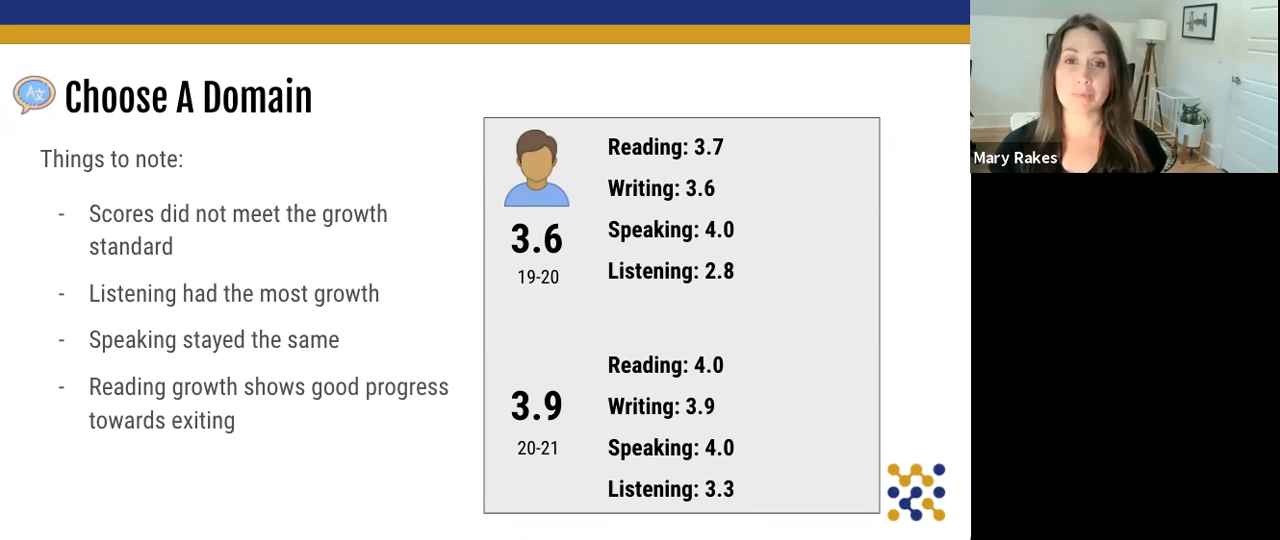 Choose A Domain
Things to note:
- Scores did not meet the growth
standard
- Listening had the most growth
- Speaking stayed the same
- Reading growth shows good progress
towards exiting
3.6
19-20
Reading: 3.7
Writing: 3.6
Speaking: 4.0
Listening: 2.8
3.9
20-21
Reading: 4.0
Writing: 3.9
Speaking: 4.0
Listening: 3.3
Mary Rakes